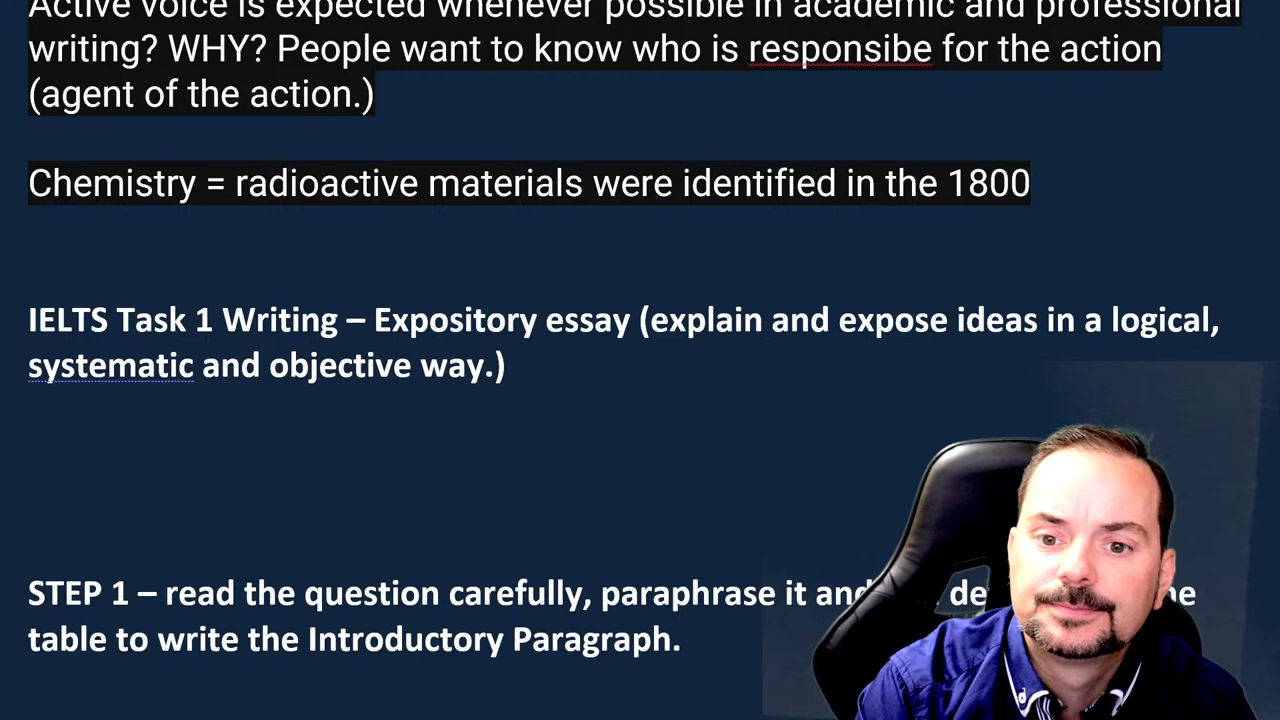 Active voice is expected whenever possible in academic and professional
writing? WHY? People want to know who is responsibe for the action
(agent of the action.)
Chemistry = radioactive materials were identified in the 1800
IELTS Task 1 Writing – Expository essay (explain and expose ideas in a logical,
systematic and objective way.)
STEP 1 – read the question carefully, paraphrase it and
table to write the Introductory Paragraph.